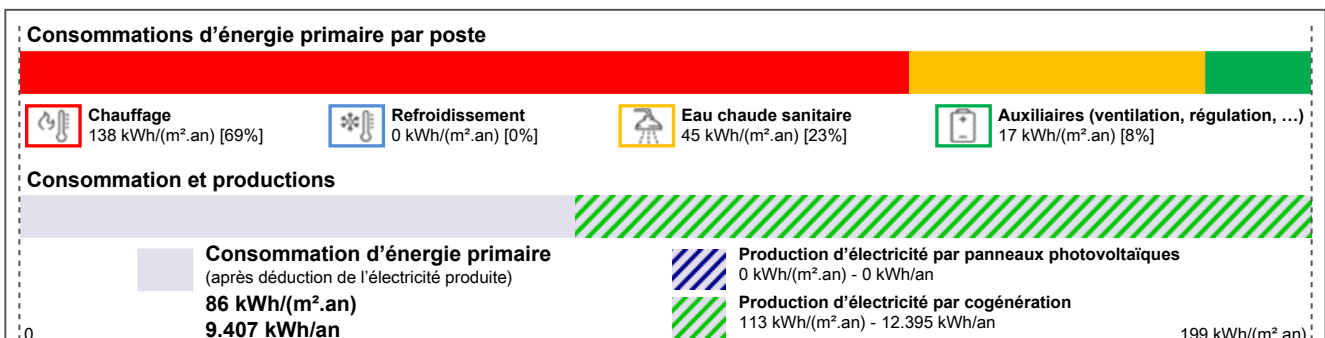 Consommations d'énergie primaire par poste
Chauffage
138 kWh/(m².an) [69%]
Refroidissement
0 kWh/(m².an) [0%]
Eau chaude sanitaire
45 kWh/(m².an) [23%]
Auxiliaires (ventilation, régulation, …)
17 kWh/(m².an) [8%]
Consommation et productions
Consommation d'énergie primaire
(après déduction de l'électricité produite)
86 kWh/(m².an)
9.407 kWh/an
Production d'électricité par panneaux photovoltaïques
0 kWh/(m².an) - 0 kWh/an
Production d'électricité par cogénération
113 kWh/(m².an) - 12.395 kWh/an
0
199 kWh/(m².an)